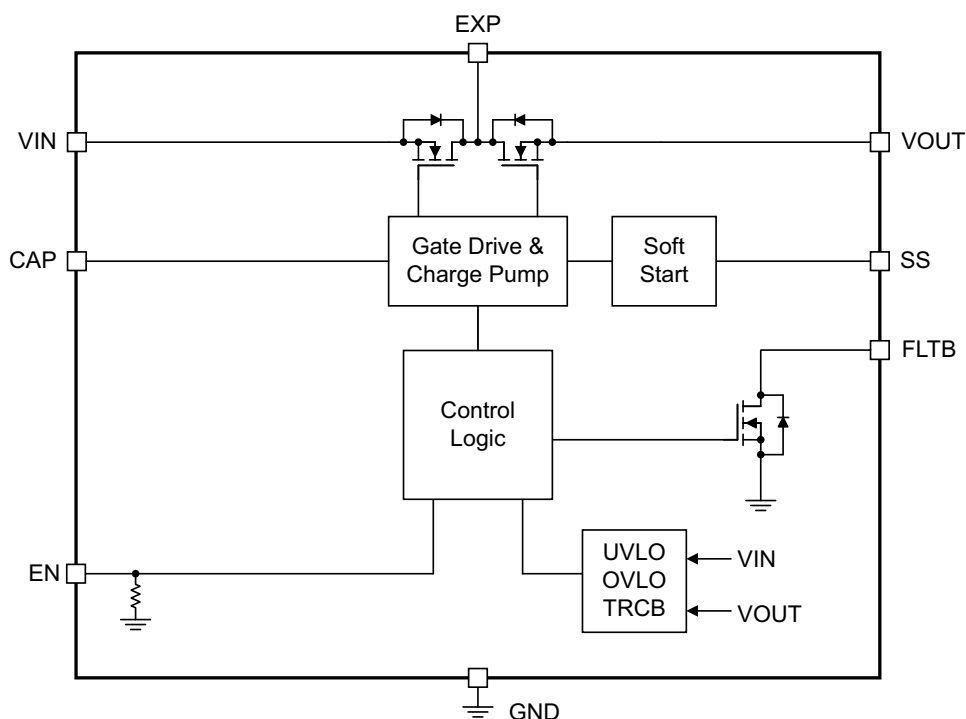 EXP
VIN
VOUT
CAP
Gate Drive &
Charge Pump
Soft
Start
SS
FLTB
Control
Logic
EN
UVLO
OVLO
TRCB
VIN
VOUT
GND